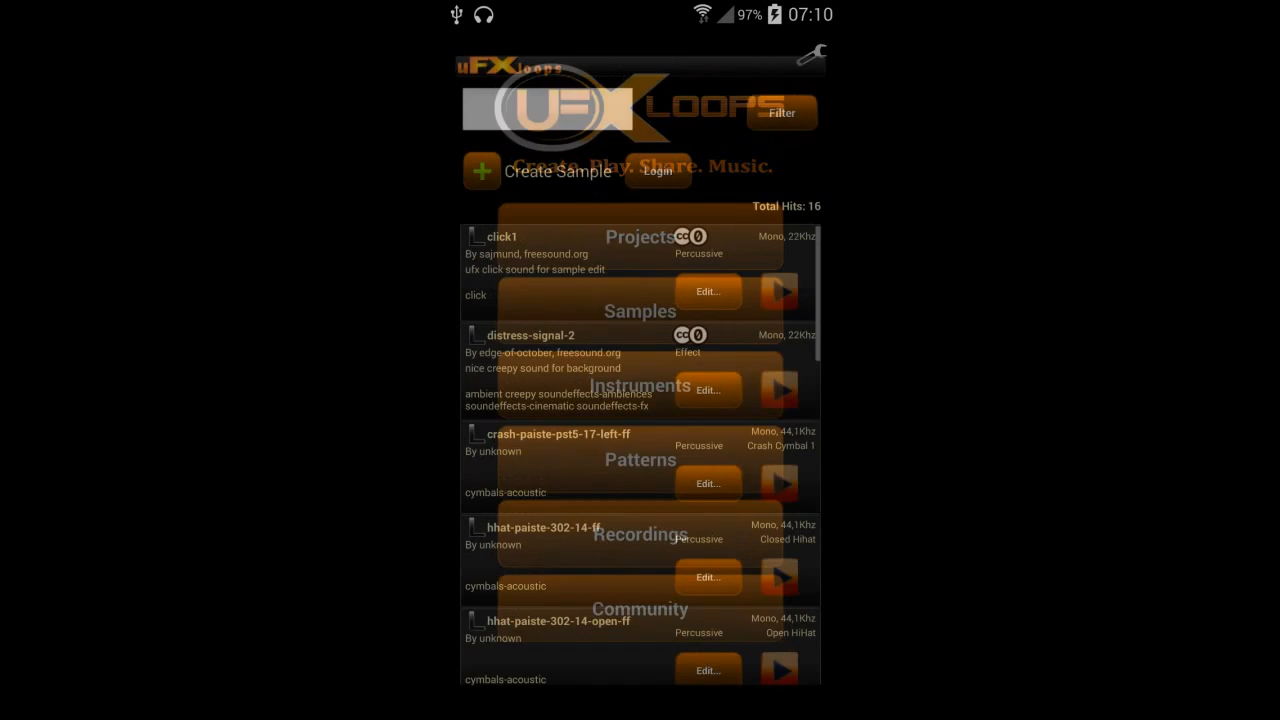 97% 07:10
uFXloops
UF X LOOPS
Filter
Create. Play. Share. Music.
Create Sample
Login
Total Hits: 16
Projects
click1
cc 0
Mono, 22Khz
By sajmund, freesound.org
Percussive
ufx click sound for sample edit
click
Edit...
Samples
distress-signal-2
cc 0
Mono, 22Khz
By edge-of-october, freesound.org
Effect
nice creepy sound for background
Instruments
ambient creepy soundeffects-ambiences
soundeffects-cinematic soundeffects-fx
Edit...
crash-paiste-pst5-17-left-ff
Mono, 44,1Khz
By unknown
Percussive
Crash Cymbal 1
Patterns
cymbals-acoustic
Edit...
hhat-paiste-302-14-ff
Mono, 44,1Khz
Recordings
By unknown
Percussive
Closed Hihat
cymbals-acoustic
Edit...
Community
hhat-paiste-302-14-open-ff
Mono, 44,1Khz
By unknown
Percussive
Open HiHat
cymbals-acoustic
Edit...